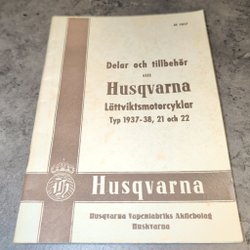 Delar och tillbehör
till
Husqvarna
Lättviktsmotorcyklar
Typ 1937-38, 21 och 22
Husqvarna
Husqvarna Vapenfabriks Aktiebolag
Huskvarna